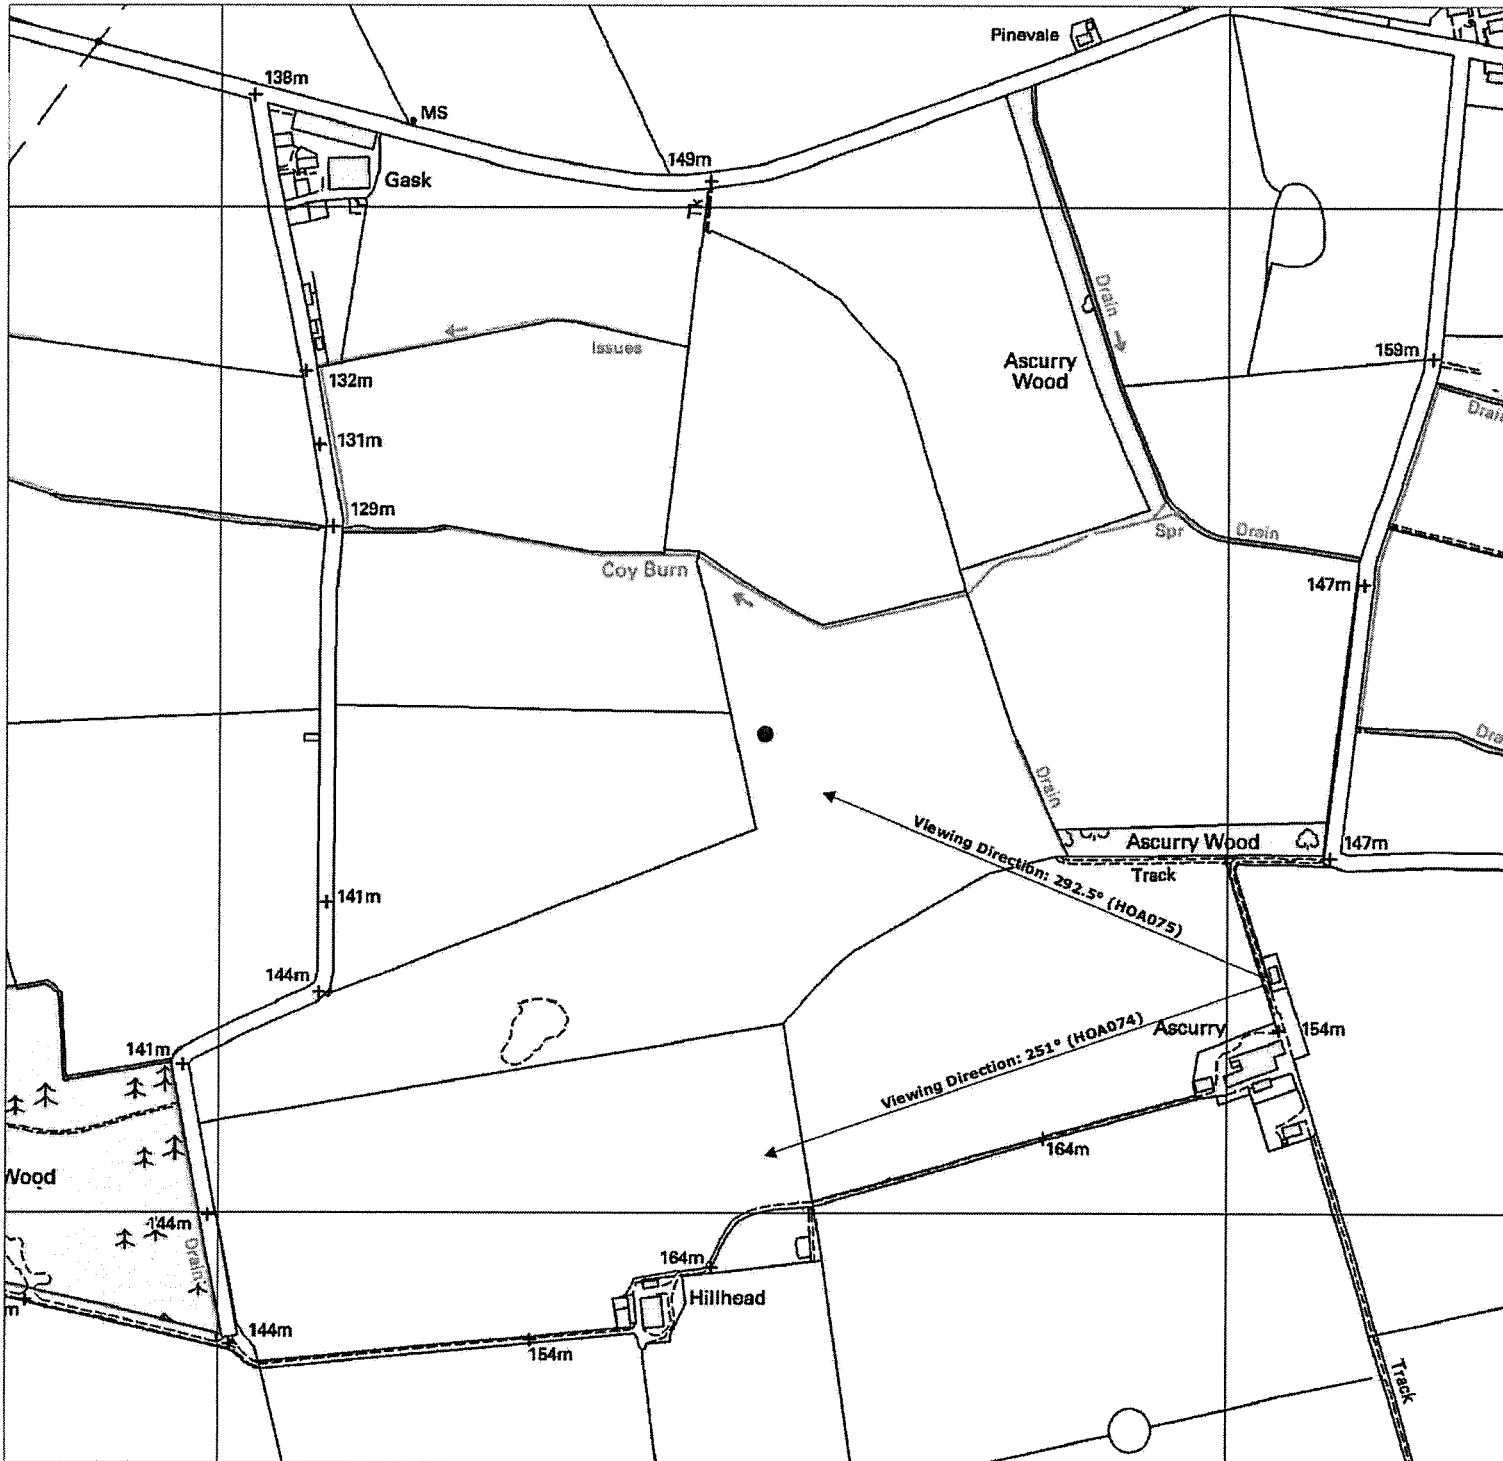 Pinevale
138m
MS
149m
Gask
Tk
Drain
Issues
Ascurry
Wood
159m
132m
Drain
131m
129m
Spr
Drain
Coy Burn
147m
Drain
Viewing Direction: 292.5° (HOA075)
Ascurry Wood
147m
Track
141m
144m
Viewing Direction: 251° (HOA074)
Ascurry
154m
141m
164m
Wood
144m
Drain
164m
Hillhead
m
144m
154m
Track